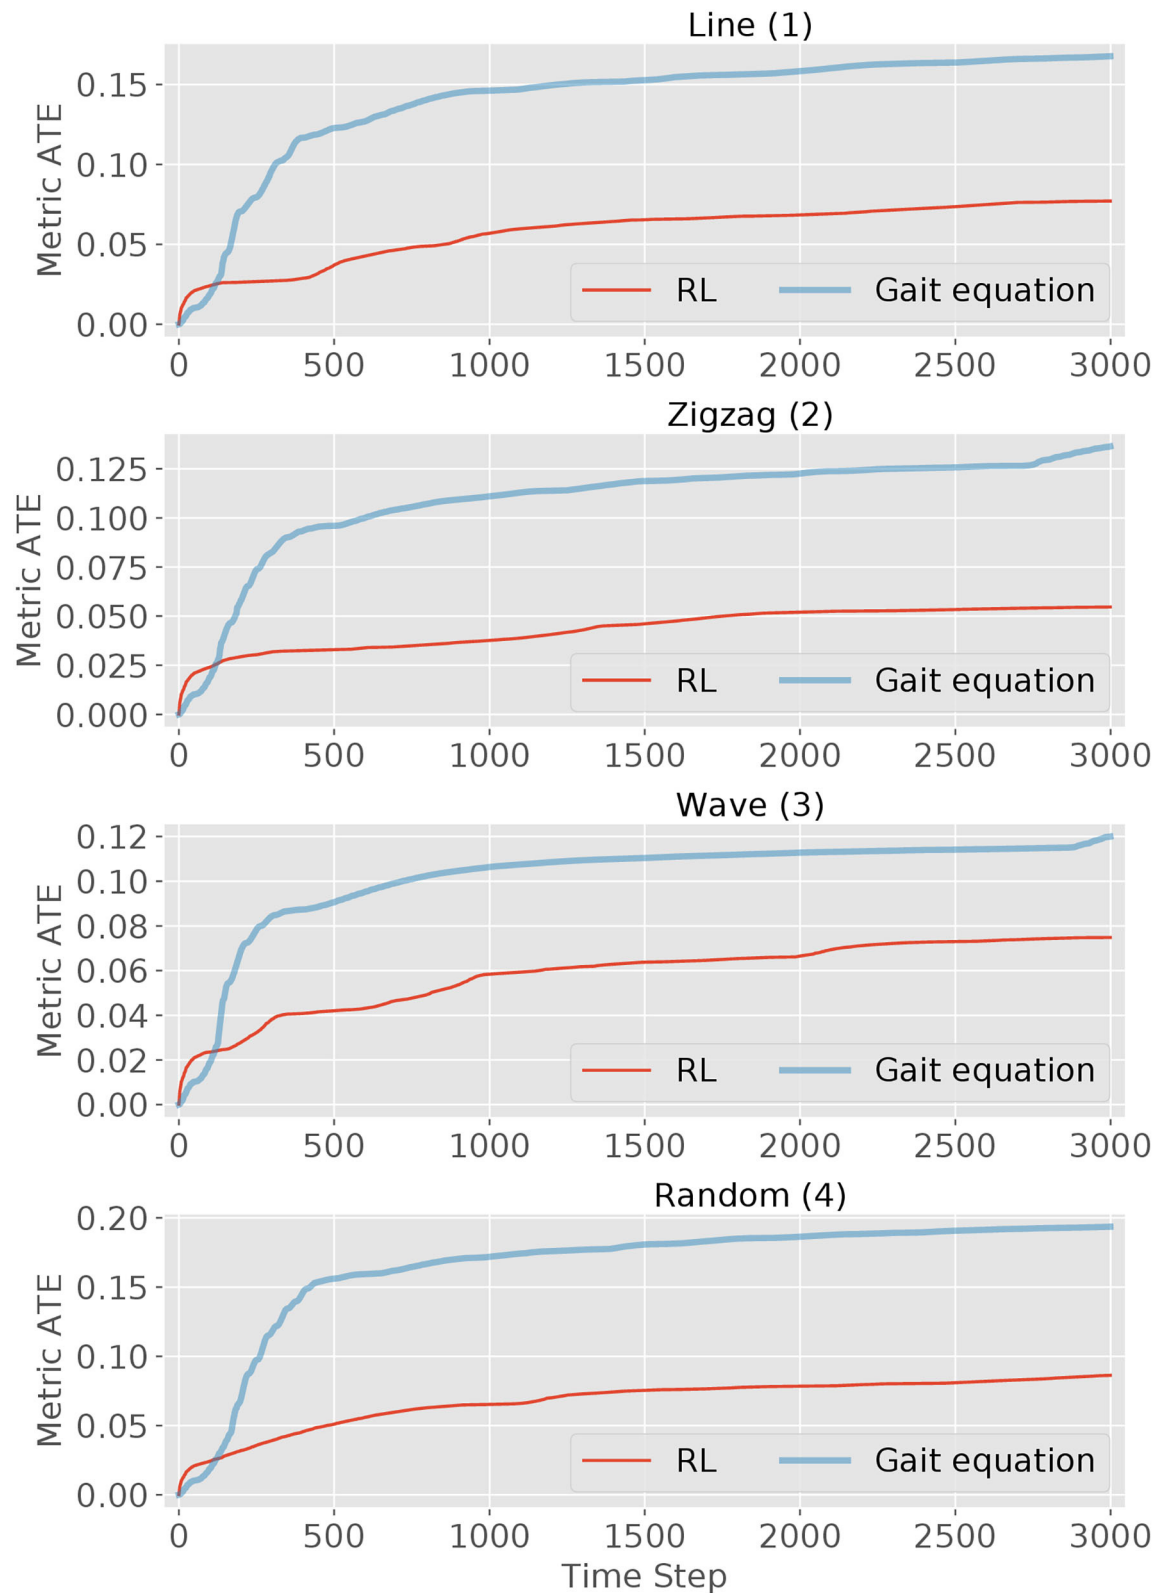 Line (1)
Metric ATE
0.15
0.10
0.05
0.00
RL Gait equation
0 500 1000 1500 2000 2500 3000
Zigzag (2)
Metric ATE
0.125
0.100
0.075
0.050
0.025
0.000
RL Gait equation
0 500 1000 1500 2000 2500 3000
Wave (3)
Metric ATE
0.12
0.10
0.08
0.06
0.04
0.02
0.00
RL Gait equation
0 500 1000 1500 2000 2500 3000
Random (4)
Metric ATE
0.20
0.15
0.10
0.05
0.00
RL Gait equation
0 500 1000 1500 2000 2500 3000
Time Step